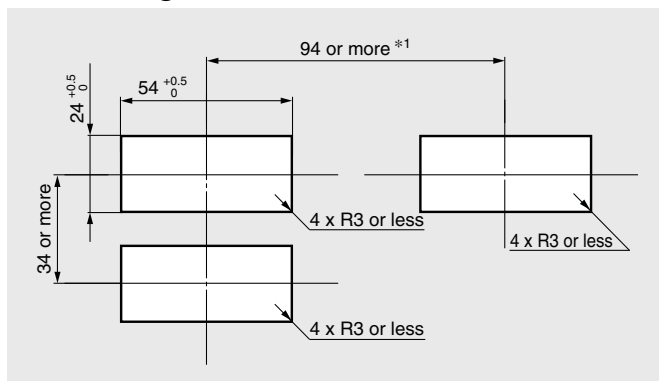 94 or more *1
54 +0.5 0
24 +0.5 0
34 or more
4 x R3 or less
4 x R3 or less
4 x R3 or less